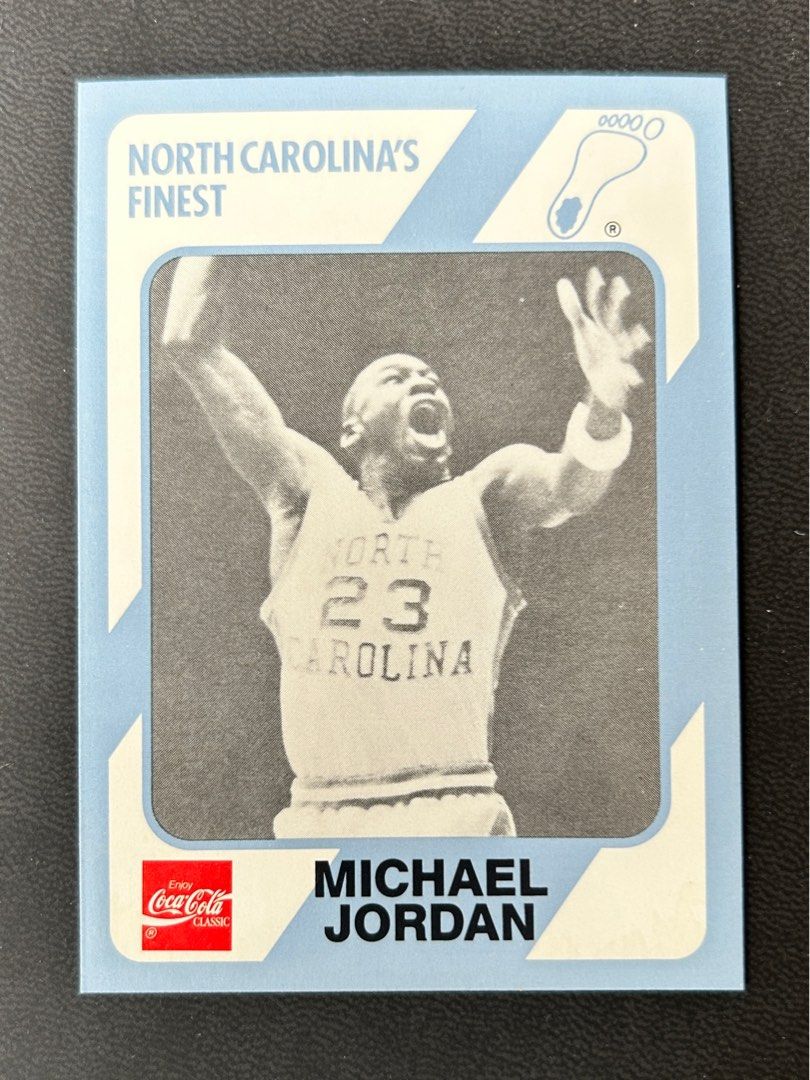 NORTH CAROLINA'S
FINEST
®
NORTH
23
CAROLINA
Enjoy
Coca-Cola
CLASSIC
®
MICHAEL
JORDAN